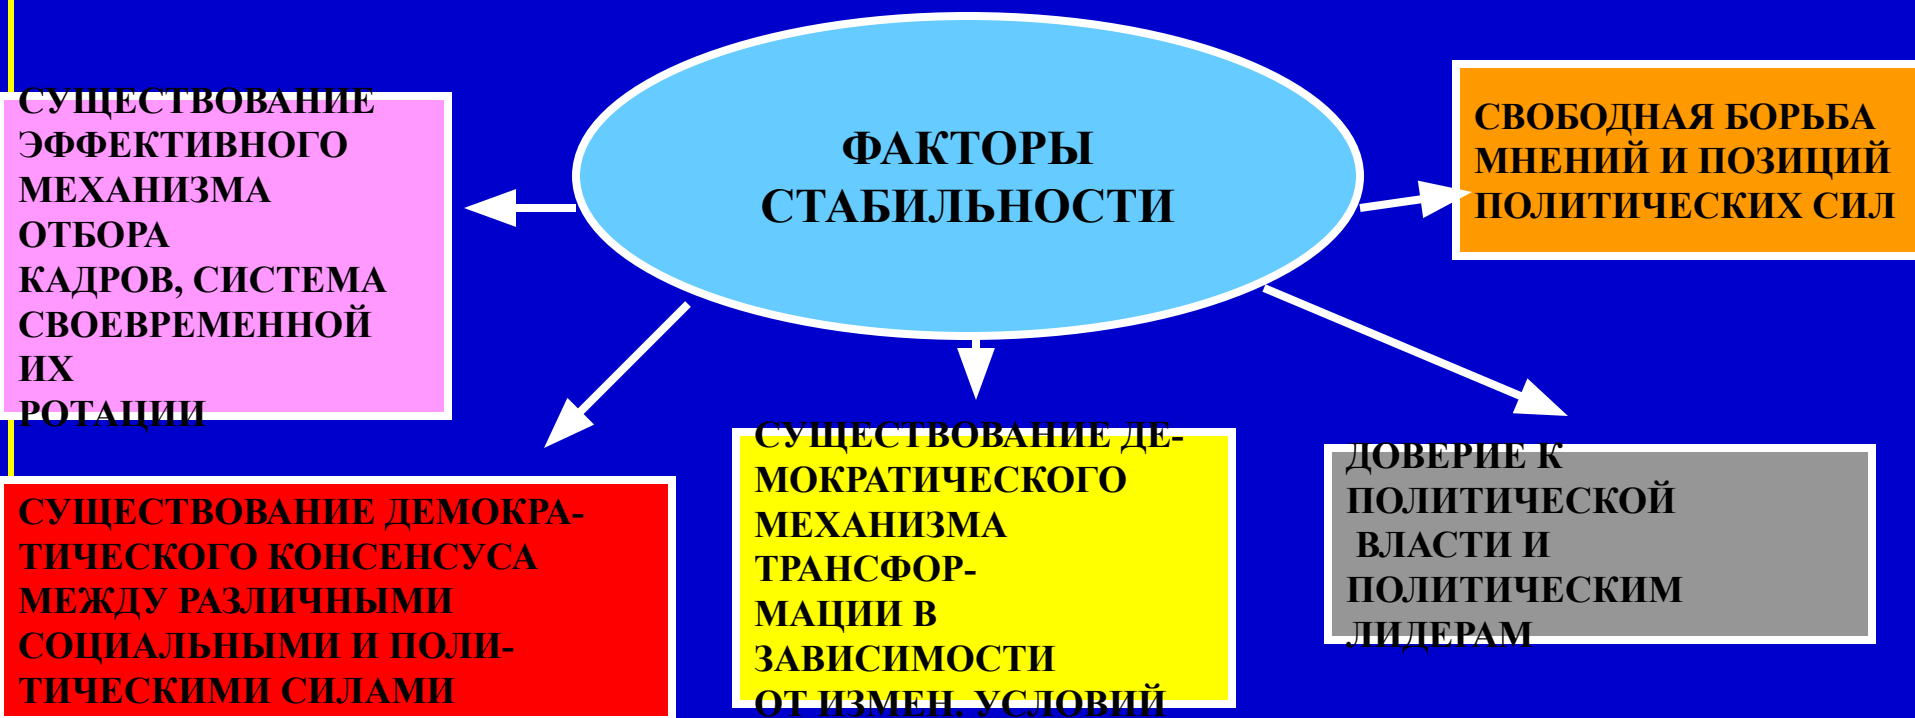 ФАКТОРЫ
СТАБИЛЬНОСТИ
СУЩЕСТВОВАНИЕ
ЭФФЕКТИВНОГО
МЕХАНИЗМА
ОТБОРА
КАДРОВ, СИСТЕМА
СВОЕВРЕМЕННОЙ
ИХ
РОТАЦИИ
СВОБОДНАЯ БОРЬБА
МНЕНИЙ И ПОЗИЦИЙ
ПОЛИТИЧЕСКИХ СИЛ
СУЩЕСТВОВАНИЕ ДЕМОКРА-
ТИЧЕСКОГО КОНСЕНСУСА
МЕЖДУ РАЗЛИЧНЫМИ
СОЦИАЛЬНЫМИ И ПОЛИ-
ТИЧЕСКИМИ СИЛАМИ
СУЩЕСТВОВАНИЕ ДЕ-
МОКРАТИЧЕСКОГО
МЕХАНИЗМА
ТРАНСФОР-
МАЦИИ В
ЗАВИСИМОСТИ
ОТ ИЗМЕН. УСЛОВИЙ
ДОВЕРИЕ К
ПОЛИТИЧЕСКОЙ
ВЛАСТИ И
ПОЛИТИЧЕСКИМ
ЛИДЕРАМ